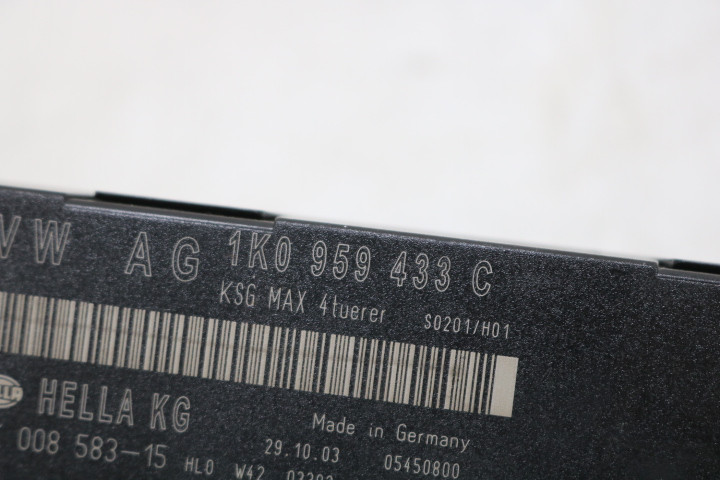 VW AG 1K0 959 433 C
KSG MAX 4tuerer S0201/H01
HELLA KG Made in Germany
008 583-15 29.10.03 05450800
HL0 W42